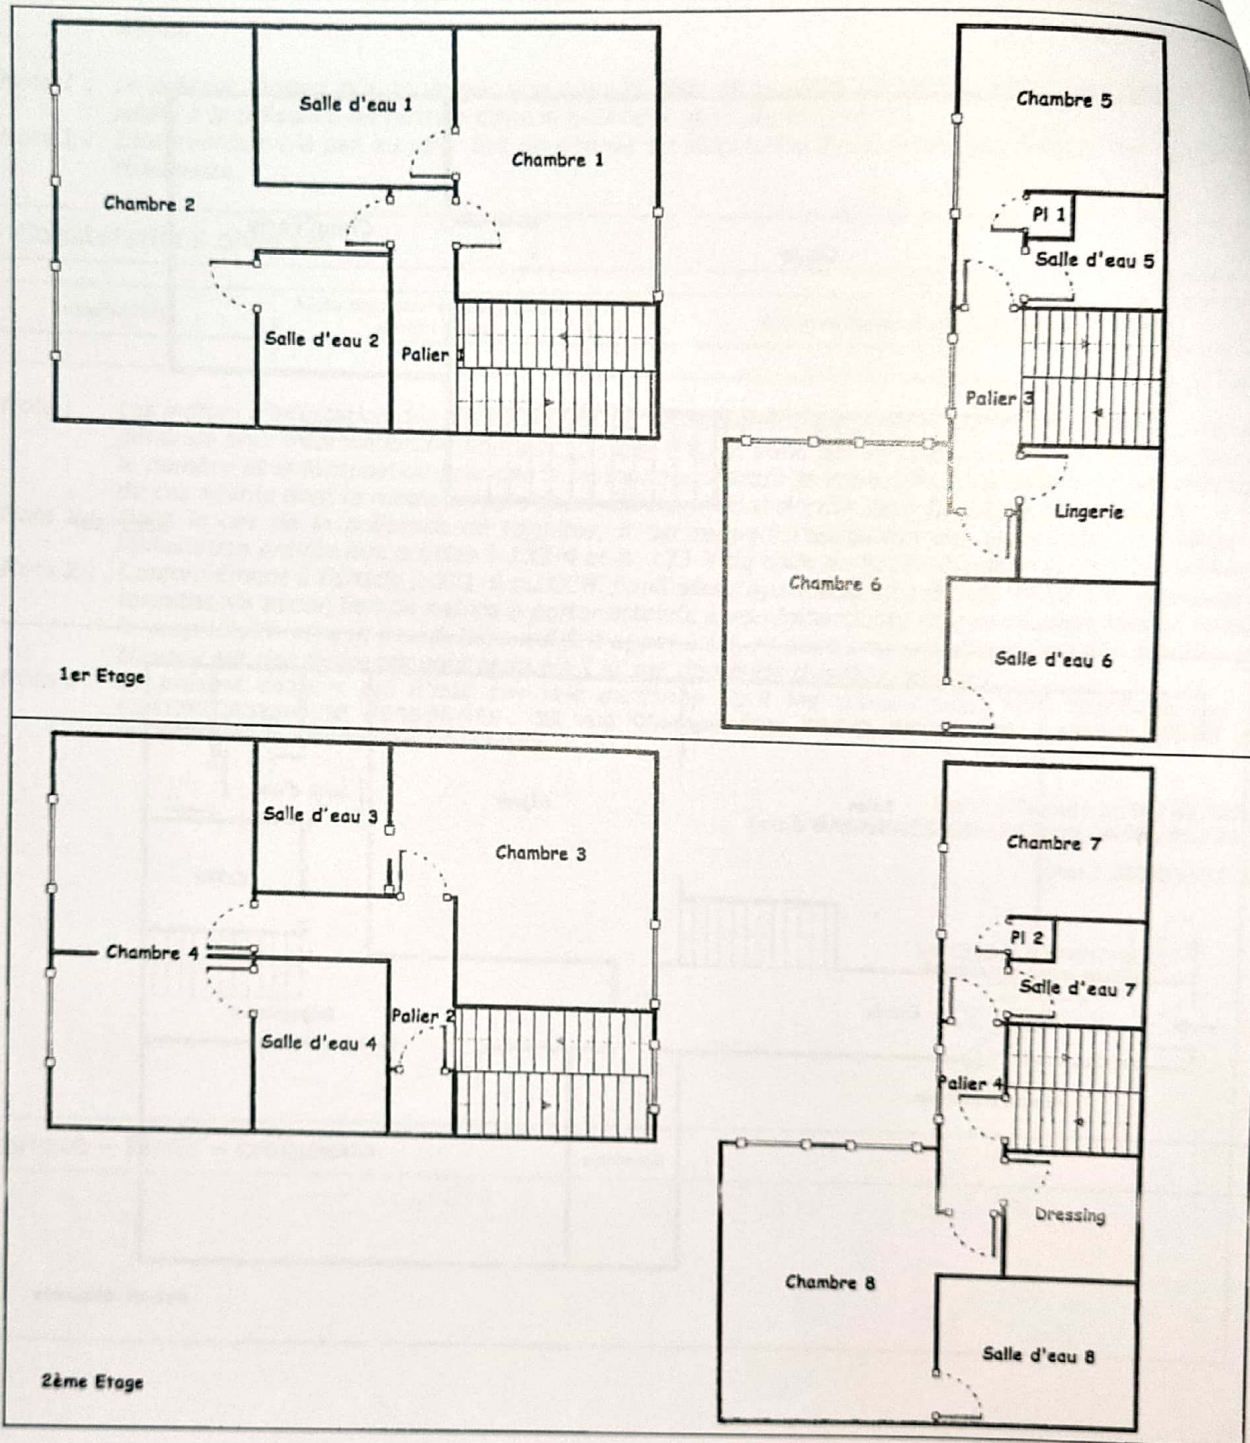 Salle d'eau 1
Chambre 1
Chambre 2
Salle d'eau 2
Palier
Chambre 5
Pl 1
Salle d'eau 5
Palier 3
Lingerie
Chambre 6
Salle d'eau 6
1er Etage
Salle d'eau 3
Chambre 3
Chambre 4
Palier 2
Salle d'eau 4
Chambre 7
Pl 2
Salle d'eau 7
Palier 4
Dressing
Chambre 8
Salle d'eau 8
2ème Etage